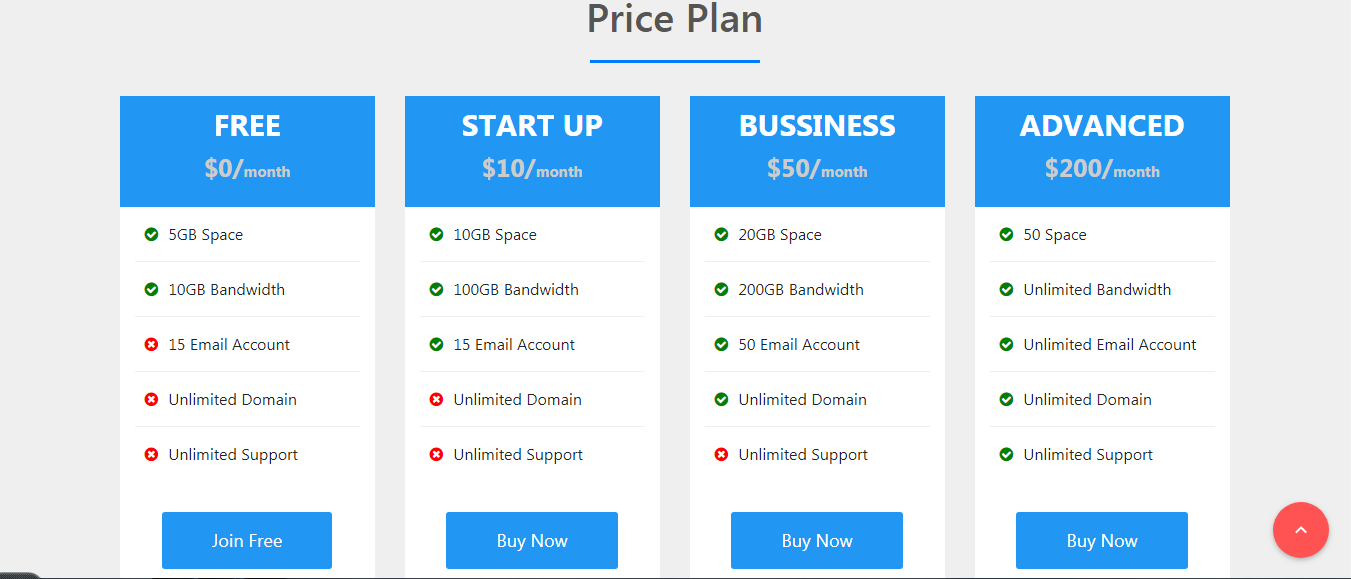 Price Plan
FREE
$0/month
5GB Space
10GB Bandwidth
15 Email Account
Unlimited Domain
Unlimited Support
Join Free
START UP
$10/month
10GB Space
100GB Bandwidth
15 Email Account
Unlimited Domain
Unlimited Support
Buy Now
BUSSINESS
$50/month
20GB Space
200GB Bandwidth
50 Email Account
Unlimited Domain
Unlimited Support
Buy Now
ADVANCED
$200/month
50 Space
Unlimited Bandwidth
Unlimited Email Account
Unlimited Domain
Unlimited Support
Buy Now